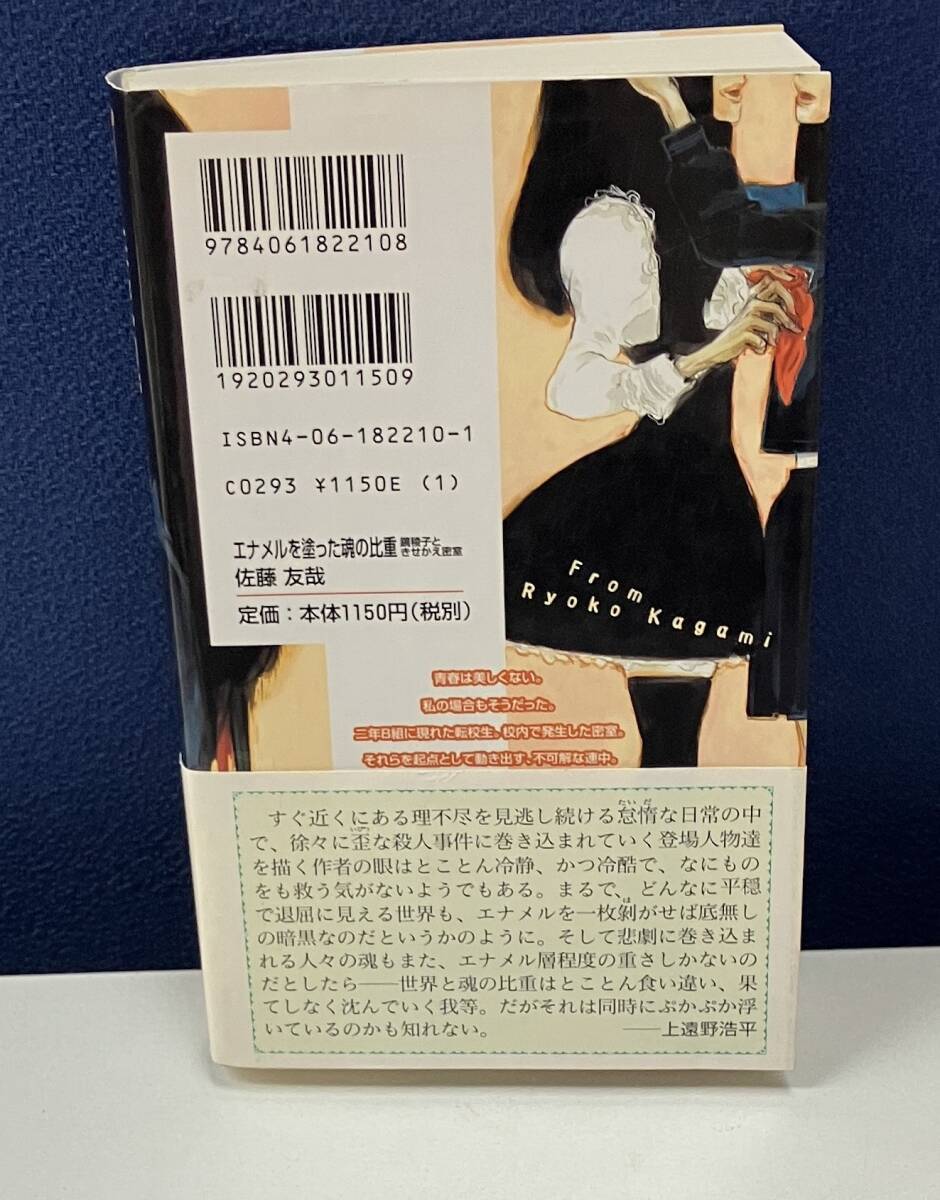 9784061822108
1920293011509
ISBN4-06-182210-1
C0293 ¥1150E (1)
エナメルを塗った魂の比重 鏡稜子と
きせかえ密室
佐藤 友哉
定価:本体1150円(税別)
From
Ryoko Kagami
青春は美しくない。
私の場合もそうだった。
三年B組に現れた転校生。校内で発生した密室。
それらを起点として動き出す、不可解な連中。
すぐ近くにある理不尽を見逃し続ける怠惰な日常の中
で、徐々に歪な殺人事件に巻き込まれていく登場人物達
を描く作者の眼はとことん冷静、かつ冷酷で、なにもの
をも救う気がないようでもある。まるで、どんなに平穏
で退屈に見える世界も、エナメルを一枚剝がせば底無し
の暗黒なのだというかのように。そして悲劇に巻き込ま
れる人々の魂もまた、エナメル層程度の重さしかないの
だとしたら――世界と魂の比重はとことん食い違い、果
てしなく沈んでいく我等。だがそれは同時にぷかぷか浮
いているのかも知れない。 ――上遠野浩平